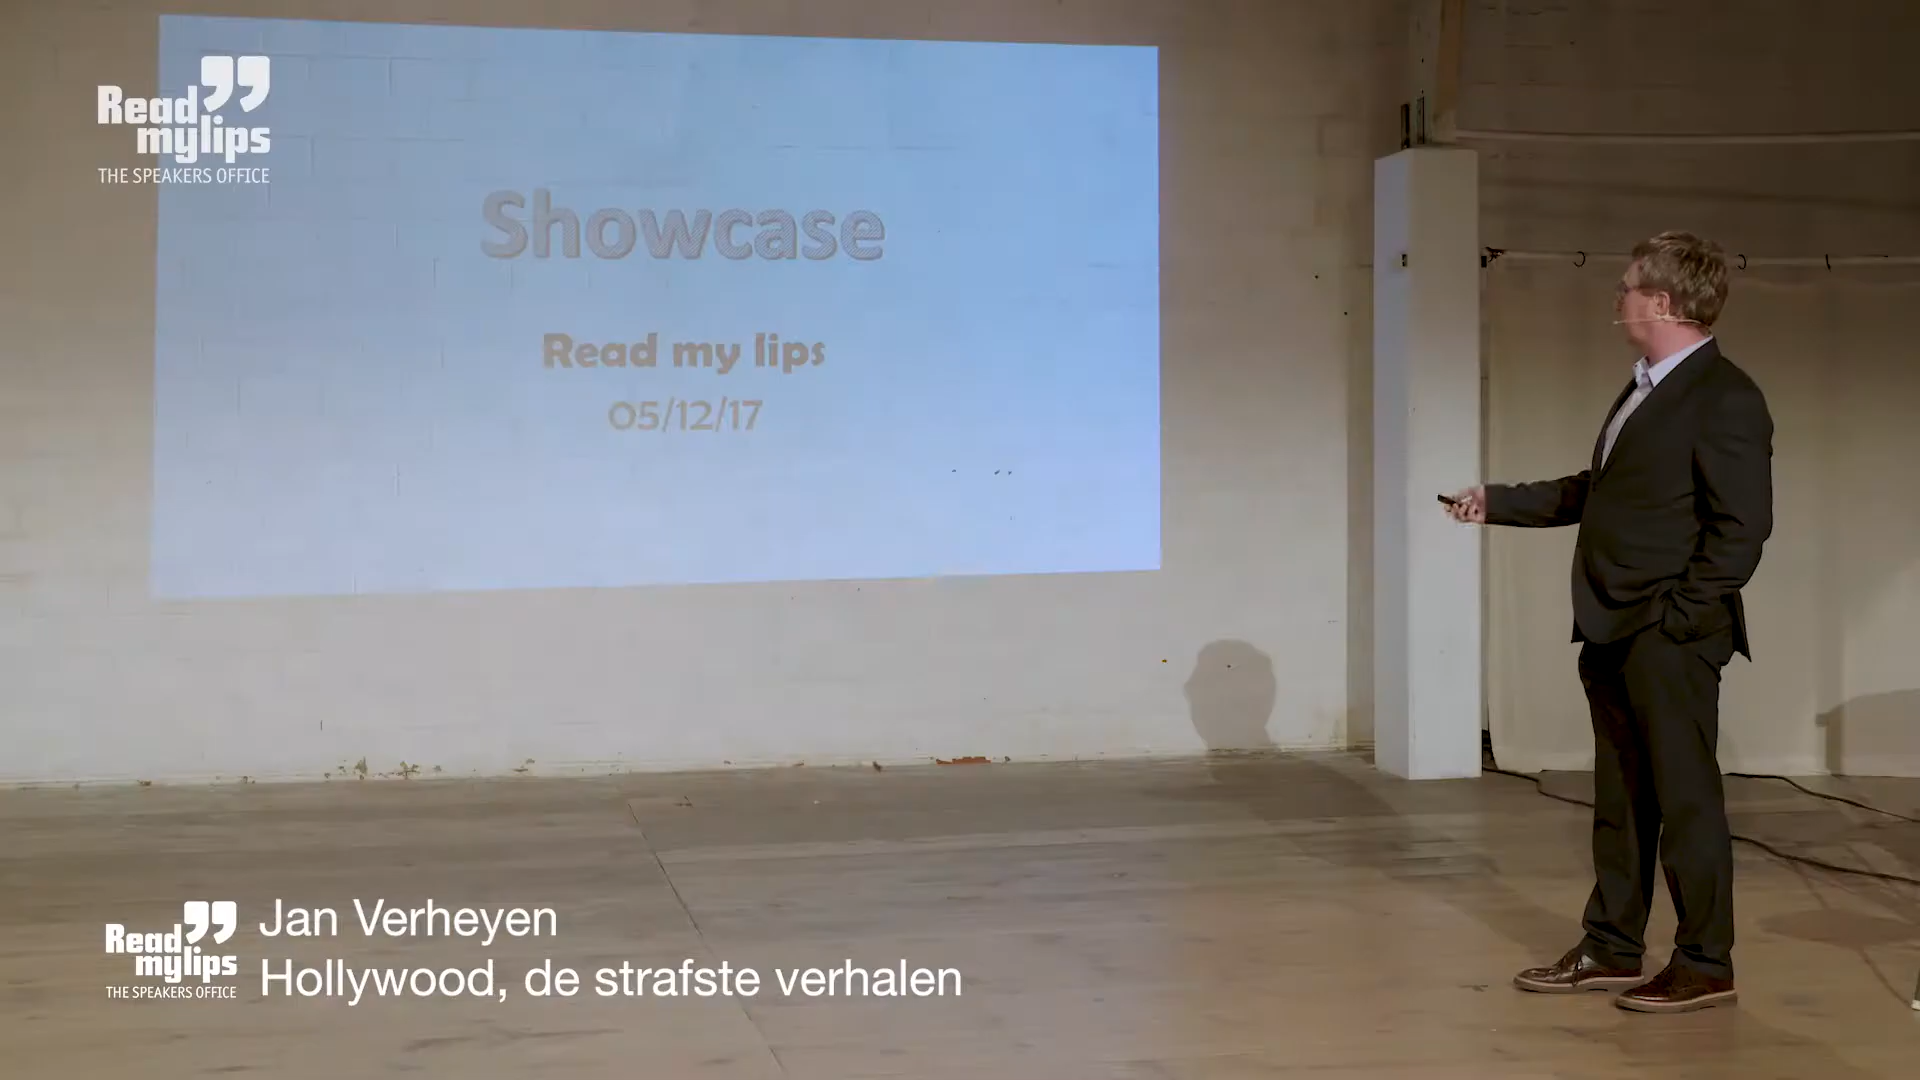 Read
mylips
THE SPEAKERS OFFICE
Showcase
Read my lips
05/12/17
Read
mylips
THE SPEAKERS OFFICE
Jan Verheyen
Hollywood, de strafste verhalen